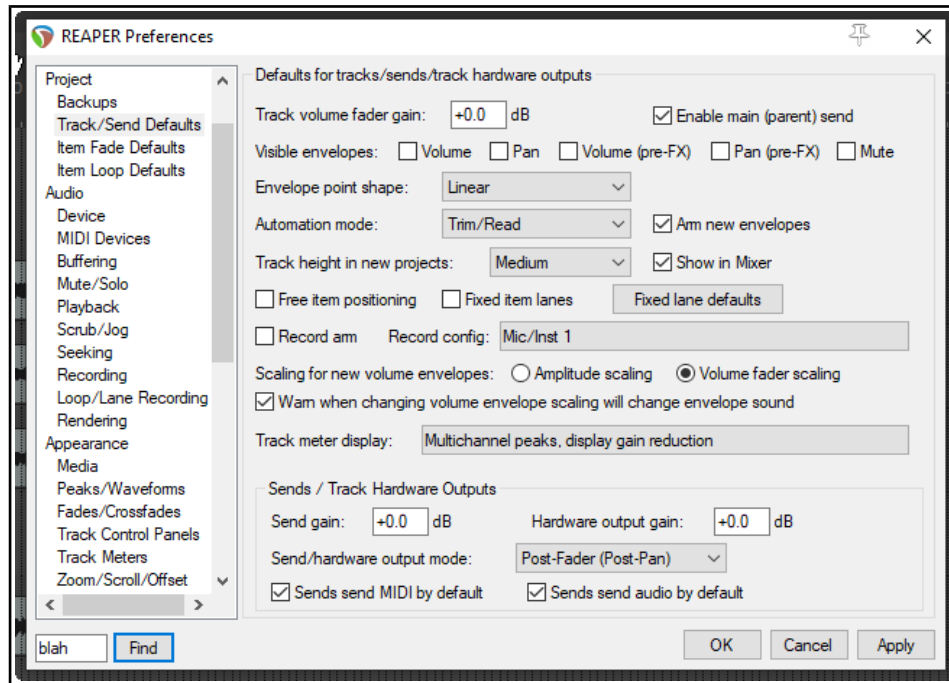 REAPER Preferences
Project
Backups
Track/Send Defaults
Item Fade Defaults
Item Loop Defaults
Audio
Device
MIDI Devices
Buffering
Mute/Solo
Playback
Scrub/Jog
Seeking
Recording
Loop/Lane Recording
Rendering
Appearance
Media
Peaks/Waveforms
Fades/Crossfades
Track Control Panels
Track Meters
Zoom/Scroll/Offset
blah Find
Defaults for tracks/sends/track hardware outputs
Track volume fader gain: +0.0 dB Enable main (parent) send
Visible envelopes: Volume Pan Volume (pre-FX) Pan (pre-FX) Mute
Envelope point shape: Linear
Automation mode: Trim/Read Arm new envelopes
Track height in new projects: Medium Show in Mixer
Free item positioning Fixed item lanes Fixed lane defaults
Record arm Record config: Mic/Inst 1
Scaling for new volume envelopes: Amplitude scaling Volume fader scaling
Warn when changing volume envelope scaling will change envelope sound
Track meter display: Multichannel peaks, display gain reduction
Sends / Track Hardware Outputs
Send gain: +0.0 dB Hardware output gain: +0.0 dB
Send/hardware output mode: Post-Fader (Post-Pan)
Sends send MIDI by default Sends send audio by default
OK Cancel Apply